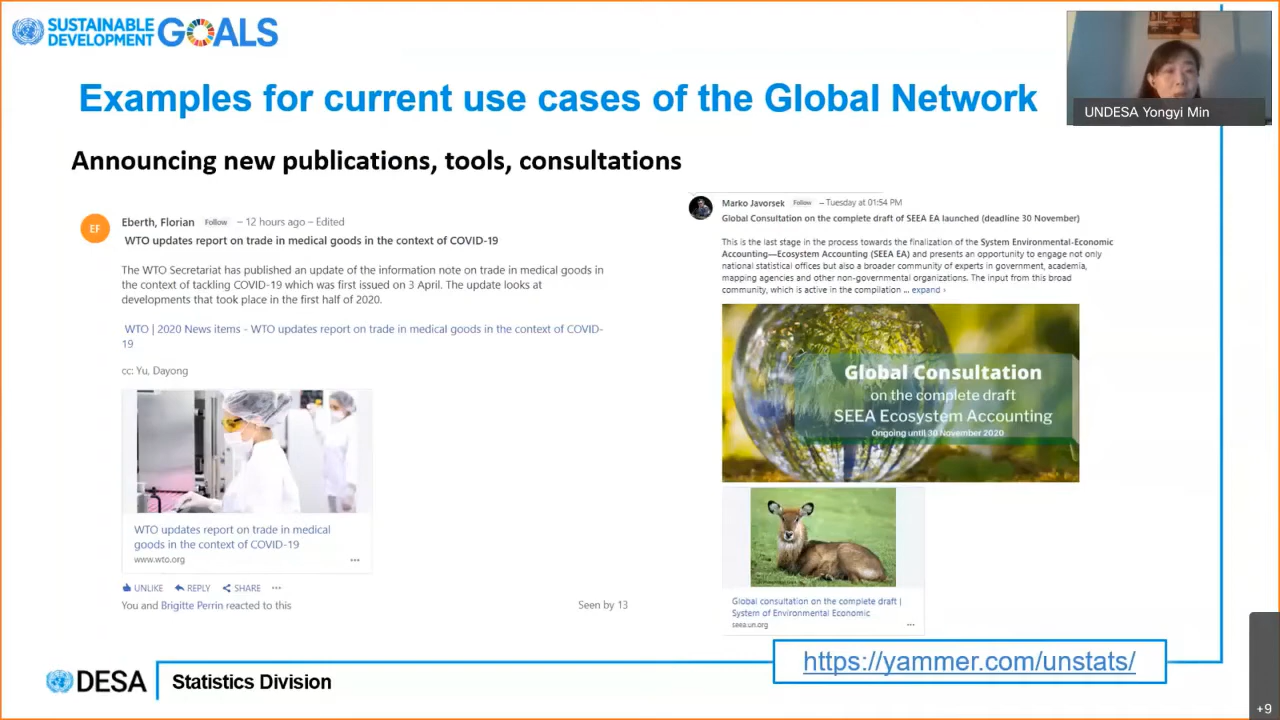 SUSTAINABLE
DEVELOPMENT
GOALS
UNDESA Yongyi Min
Examples for current use cases of the Global Network
Announcing new publications, tools, consultations
EF
Eberth, Florian Follow – 12 hours ago – Edited
WTO updates report on trade in medical goods in the context of COVID-19
The WTO Secretariat has published an update of the information note on trade in medical goods in
the context of tackling COVID-19 which was first issued on 3 April. The update looks at
developments that took place in the first half of 2020.
WTO | 2020 News items - WTO updates report on trade in medical goods in the context of COVID-
19
cc: Yu, Dayong
WTO updates report on trade in medical
goods in the context of COVID-19
www.wto.org
...
UNLIKE REPLY SHARE ...
You and Brigitte Perrin reacted to this
Seen by 13
Marko Javorsek Follow – Tuesday at 01:54 PM
Global Consultation on the complete draft of SEEA EA launched (deadline 30 November)
This is the last stage in the process towards the finalization of the System Environmental-Economic
Accounting—Ecosystem Accounting (SEEA EA) and presents an opportunity to engage not only
national statistical offices but also a broader community of experts in government, academia,
mapping agencies and other non-governmental organizations. The input from this broad
community, which is active in the compilation ... expand ›
Global Consultation
on the complete draft
SEEA Ecosystem Accounting
Ongoing until 30 November 2020
Global consultation on the complete draft |
System of Environmental Economic
seea.un.org
...
https://yammer.com/unstats/
DESA
Statistics Division
+9